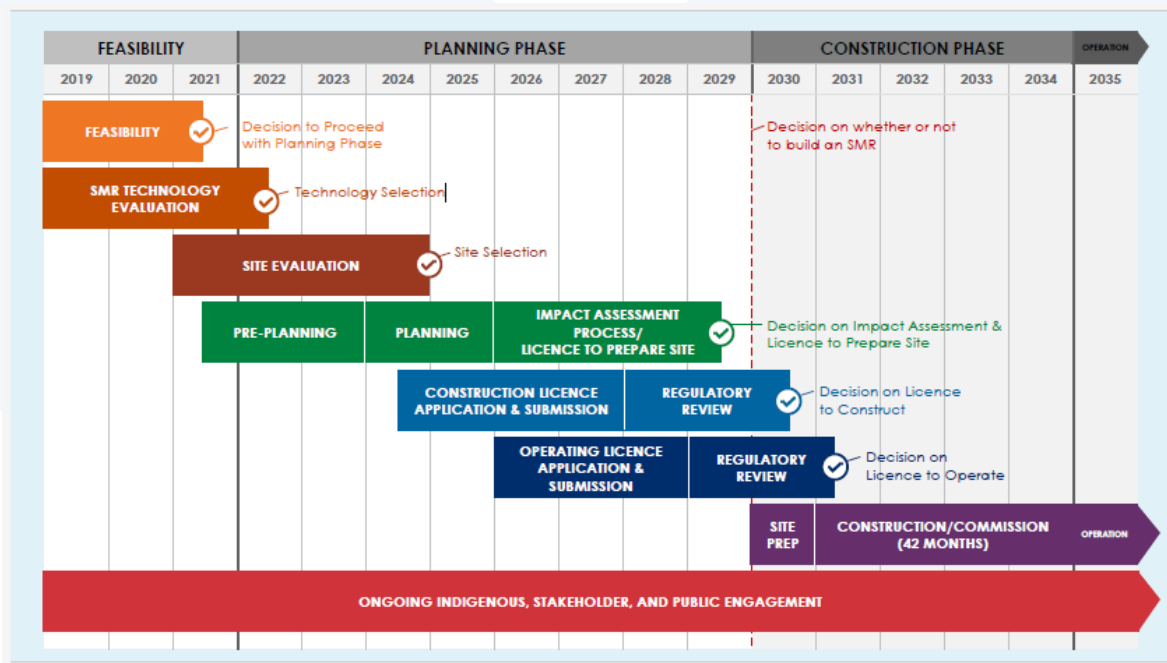 FEASIBILITY PLANNING PHASE CONSTRUCTION PHASE OPERATION
2019 2020 2021 2022 2023 2024 2025 2026 2027 2028 2029 2030 2031 2032 2033 2034 2035
FEASIBILITY
Decision to Proceed
with Planning Phase
Decision on whether or not
to build an SMR
SMR TECHNOLOGY
EVALUATION
Technology Selection
SITE EVALUATION
Site Selection
PRE-PLANNING
PLANNING
IMPACT ASSESSMENT
PROCESS/
LICENCE TO PREPARE SITE
Decision on Impact Assessment &
Licence to Prepare Site
CONSTRUCTION LICENCE
APPLICATION & SUBMISSION
REGULATORY
REVIEW
Decision on Licence
to Construct
OPERATING LICENCE
APPLICATION &
SUBMISSION
REGULATORY
REVIEW
Decision on
Licence to Operate
SITE
PREP
CONSTRUCTION/COMMISSION
(42 MONTHS)
OPERATION
ONGOING INDIGENOUS, STAKEHOLDER, AND PUBLIC ENGAGEMENT